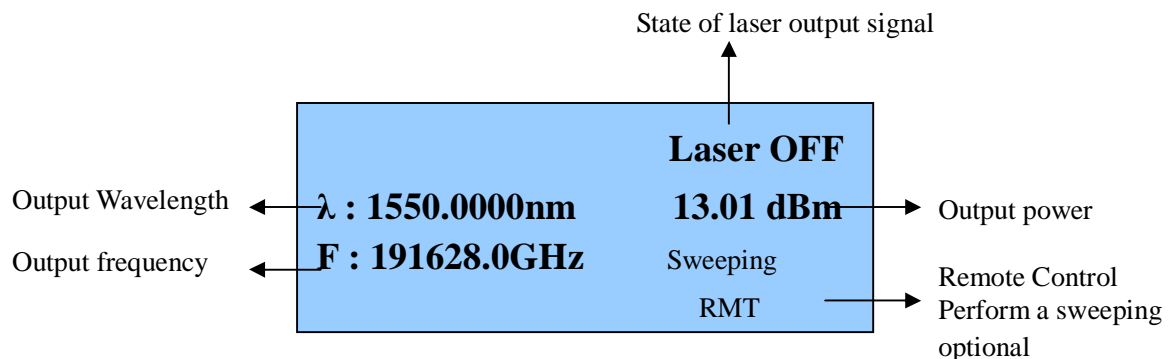 State of laser output signal
Laser OFF
Output Wavelength
λ : 1550.0000nm
13.01 dBm
Output power
Output frequency
F : 191628.0GHz
Sweeping
RMT
Remote Control
Perform a sweeping
optional